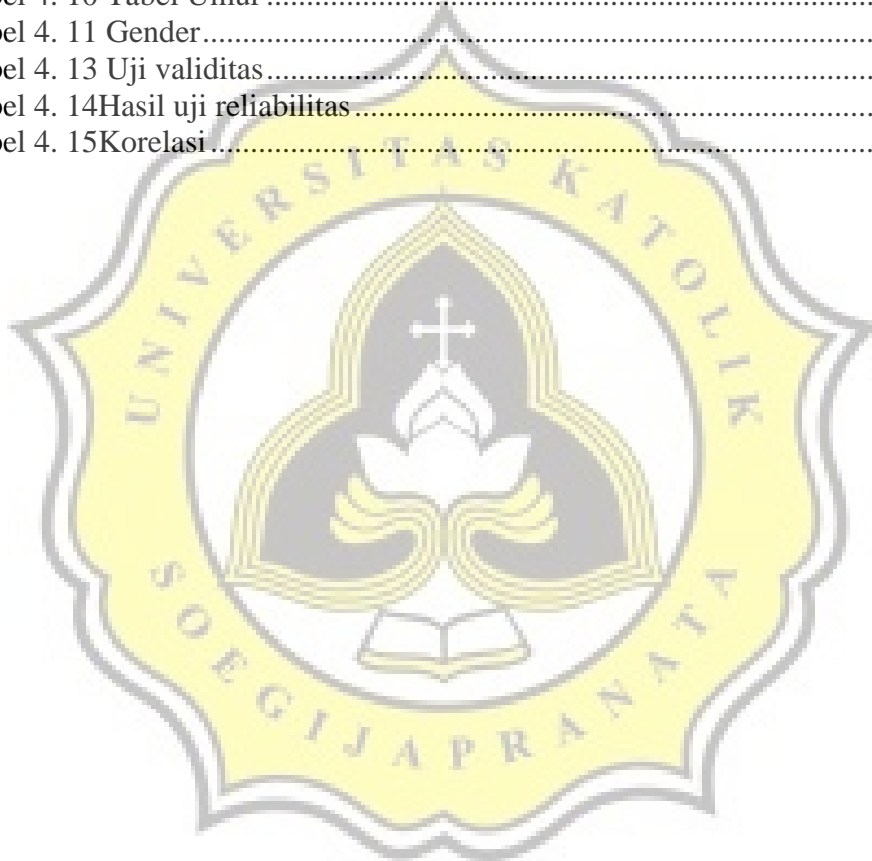 bel 4. 10 Tabel Umur ................................................................................
bel 4. 11 Gender ................................................................................
bel 4. 13 Uji validitas ................................................................................
bel 4. 14Hasil uji reliabilitas ................................................................................
bel 4. 15Korelasi ................................................................................
UNIVERSITAS KATOLIK
SOEGIJAPRANATA